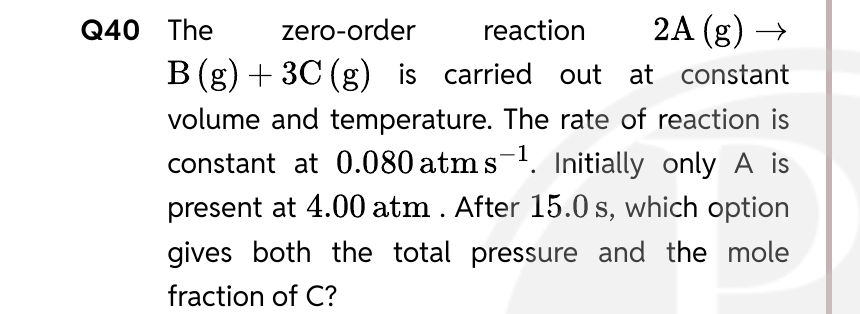 Q40 The zero-order reaction 2A (g) →
B (g) + 3C (g) is carried out at constant
volume and temperature. The rate of reaction is
constant at 0.080 atm s⁻¹. Initially only A is
present at 4.00 atm . After 15.0 s, which option
gives both the total pressure and the mole
fraction of C?